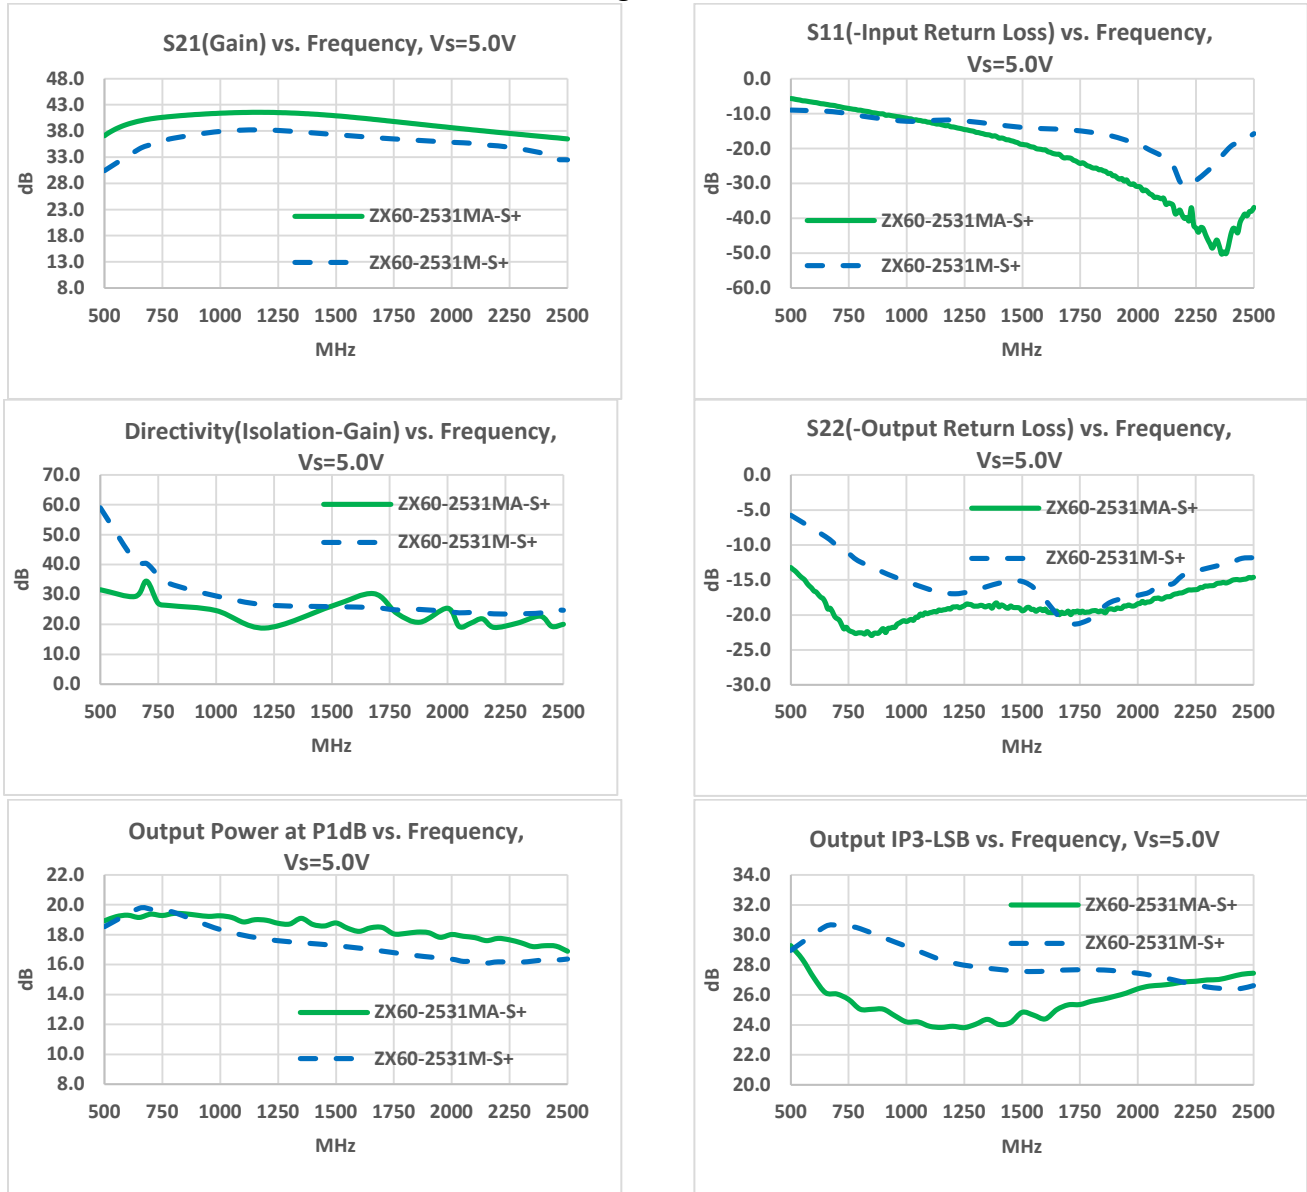 S21(Gain) vs. Frequency, Vs=5.0V
48.0
43.0
38.0
33.0
28.0
23.0
18.0
13.0
8.0
dB
ZX60-2531MA-S+
ZX60-2531M-S+
500 750 1000 1250 1500 1750 2000 2250 2500
MHz
S11(-Input Return Loss) vs. Frequency,
Vs=5.0V
0.0
-10.0
-20.0
-30.0
-40.0
-50.0
-60.0
dB
ZX60-2531MA-S+
ZX60-2531M-S+
500 750 1000 1250 1500 1750 2000 2250 2500
MHz
Directivity(Isolation-Gain) vs. Frequency,
Vs=5.0V
70.0
60.0
50.0
40.0
30.0
20.0
10.0
0.0
dB
ZX60-2531MA-S+
ZX60-2531M-S+
500 750 1000 1250 1500 1750 2000 2250 2500
MHz
S22(-Output Return Loss) vs. Frequency,
Vs=5.0V
0.0
-5.0
-10.0
-15.0
-20.0
-25.0
-30.0
dB
ZX60-2531MA-S+
ZX60-2531M-S+
500 750 1000 1250 1500 1750 2000 2250 2500
MHz
Output Power at P1dB vs. Frequency,
Vs=5.0V
22.0
20.0
18.0
16.0
14.0
12.0
10.0
8.0
dB
ZX60-2531MA-S+
ZX60-2531M-S+
500 750 1000 1250 1500 1750 2000 2250 2500
MHz
Output IP3-LSB vs. Frequency, Vs=5.0V
34.0
32.0
30.0
28.0
26.0
24.0
22.0
20.0
dB
ZX60-2531MA-S+
ZX60-2531M-S+
500 750 1000 1250 1500 1750 2000 2250 2500
MHz